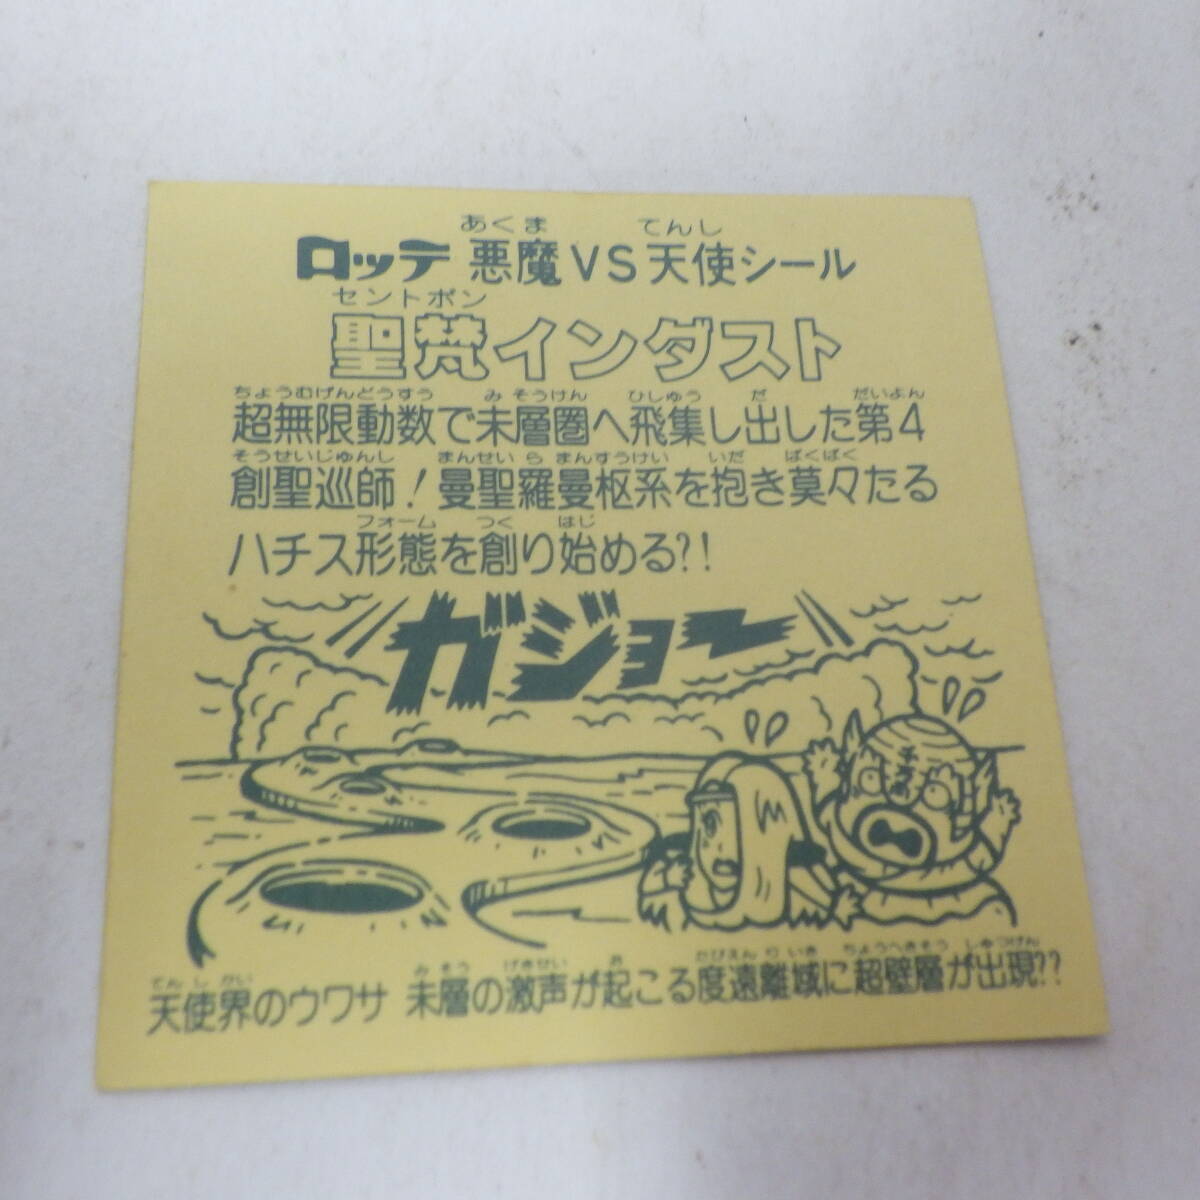 あくま てんし
ロッテ 悪魔VS天使シール
セントボン
聖梵インダスト
ちょうむげんどうすう み そうけん ひしゅう だ だいよん
超無限動数で未層圏へ飛集し出した第4
そうせいじゅんし まんせい ら まんすうけい いだ ばくばく
創聖巡師!曼聖羅曼枢系を抱き莫々たる
フォーム つく はじ
ハチス形態を創り始める?!
ガジョー
てんしかい み そう げきせい お たびえんりいき ちょうへきそう しゅつげん
天使界のウワサ 未層の激声が起こる度遠離域に超壁層が出現??